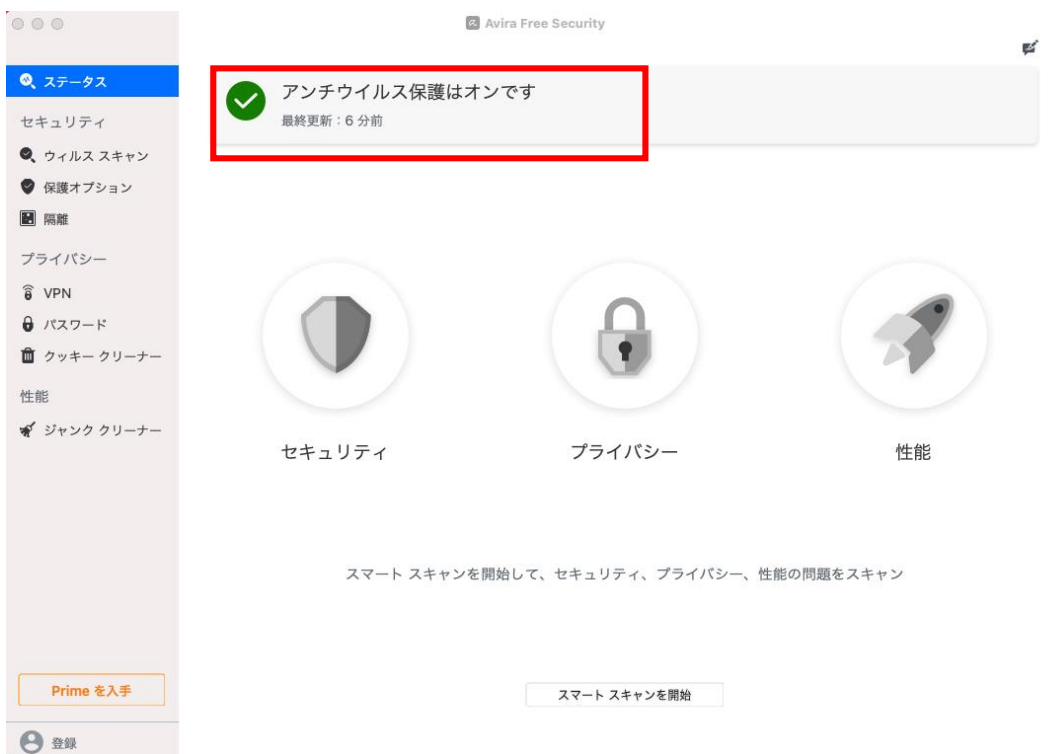 Avira Free Security
ステータス
アンチウイルス保護はオンです
最終更新：6 分前
セキュリティ
ウィルス スキャン
保護オプション
隔離
プライバシー
VPN
パスワード
クッキー クリーナー
性能
ジャンク クリーナー
セキュリティ
プライバシー
性能
スマート スキャンを開始して、セキュリティ、プライバシー、性能の問題をスキャン
Prime を入手
スマート スキャンを開始
登録